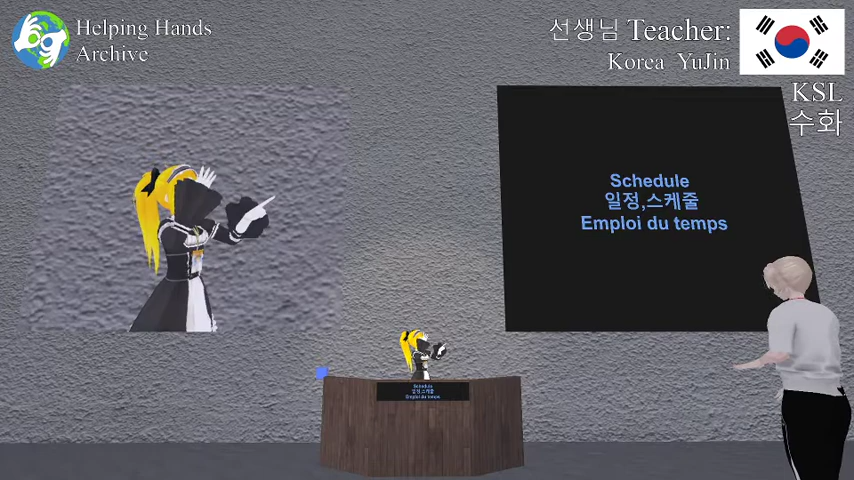 Helping Hands
Archive
선생님 Teacher:
Korea YuJin
KSL
수화
Schedule
일정,스케줄
Emploi du temps
Schedule
일정,스케줄
Emploi du temps